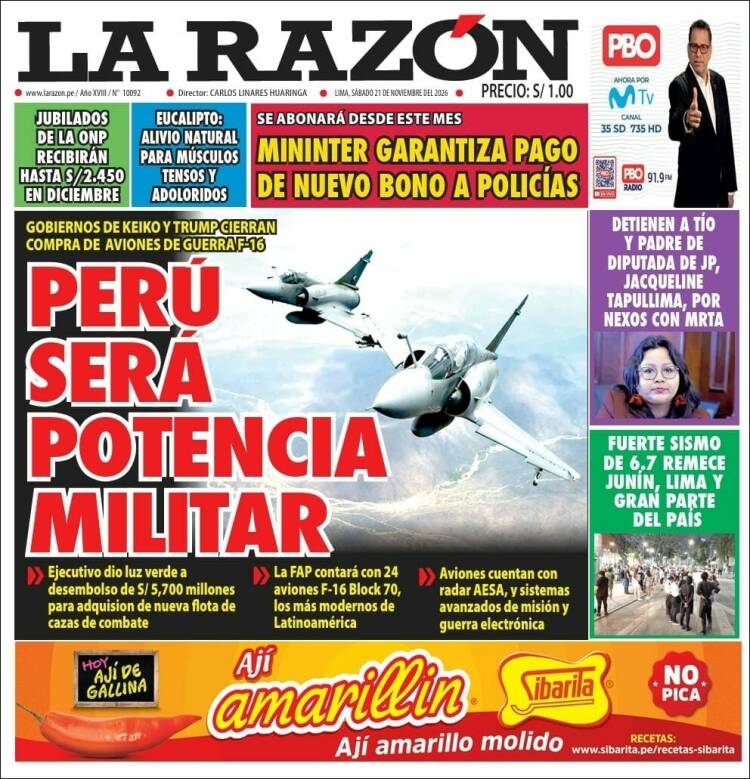 LA RAZÓN
www.larazon.pe / Año XVIII / N° 10092
Director: CARLOS LINARES HUARINGA
LIMA, SÁBADO 21 DE NOVIEMBRE DEL 2026
PRECIO: S/ 1.00
PBO
AHORA POR
Mtv
CANAL
35 SD 735 HD
PBO
RADIO
91.9 FM
JUBILADOS
DE LA ONP
RECIBIRÁN
HASTA S/2.450
EN DICIEMBRE
EUCALIPTO:
ALIVIO NATURAL
PARA MÚSCULOS
TENSOS Y
ADOLORIDOS
SE ABONARÁ DESDE ESTE MES
MININTER GARANTIZA PAGO
DE NUEVO BONO A POLICÍAS
GOBIERNOS DE KEIKO Y TRUMP CIERRAN
COMPRA DE AVIONES DE GUERRA F-16
PERÚ
SERÁ
POTENCIA
MILITAR
Ejecutivo dio luz verde a
desembolso de S/ 5,700 millones
para adquision de nueva flota de
cazas de combate
La FAP contará con 24
aviones F-16 Block 70,
los más modernos de
Latinoamérica
Aviones cuentan con
radar AESA, y sistemas
avanzados de misión y
guerra electrónica
DETIENEN A TÍO
Y PADRE DE
DIPUTADA DE JP,
JACQUELINE
TAPULLIMA, POR
NEXOS CON MRTA
FUERTE SISMO
DE 6.7 REMECE
JUNÍN, LIMA Y
GRAN PARTE
DEL PAÍS
HOY
AJÍ DE
GALLINA
Ají
amarillin
Ají amarillo molido
Sibarita
NO
PICA
RECETAS:
www.sibarita.pe/recetas-sibarita